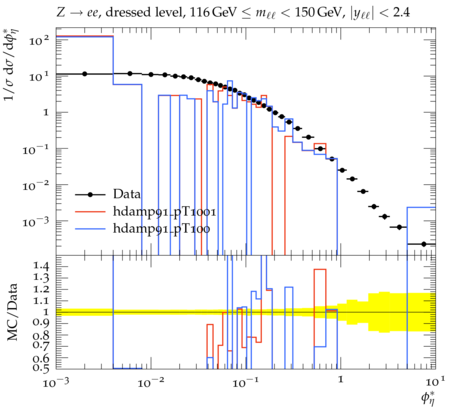 Z → ee, dressed level, 116 GeV ≤ mℓℓ < 150 GeV, |yℓℓ| < 2.4
1/σ dσ/dφ*η
10²
10¹
1
10⁻¹
10⁻²
10⁻³
Data
hdamp91_pT1001
hdamp91_pT100
MC/Data
1.4
1.3
1.2
1.1
1
0.9
0.8
0.7
0.6
0.5
10⁻³ 10⁻² 10⁻¹ 1 10¹
φ*η